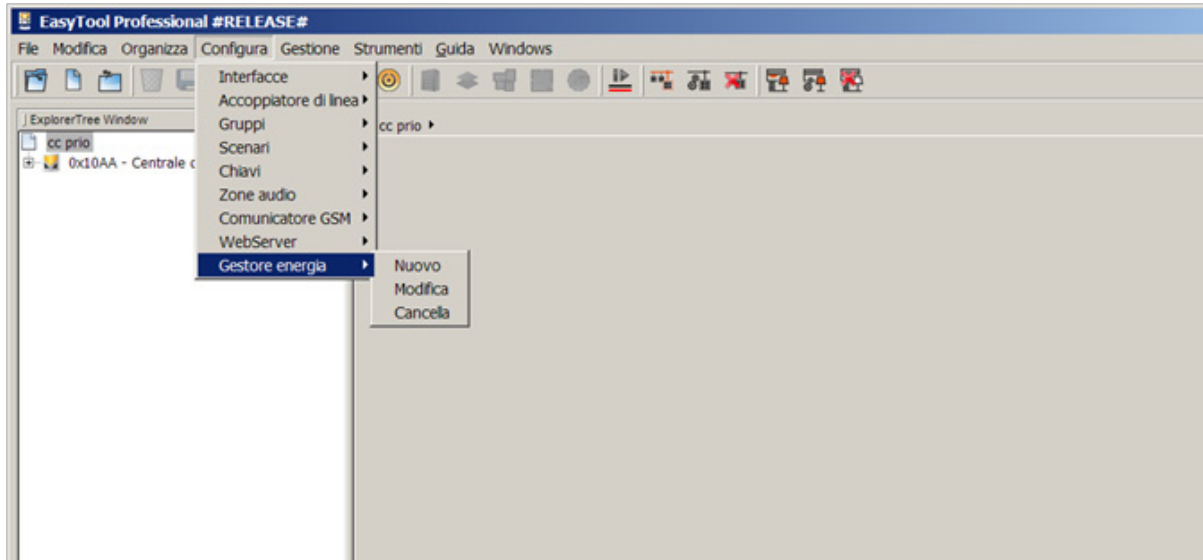 EasyTool Professional #RELEASE#
File Modifica Organizza Configura Gestione Strumenti Guida Windows
Interfacce
Accoppiatore di linea
ExplorerTree Window
Gruppi
cc prio
cc prio
Scenari
0x10AA - Centrale
Chiavi
Zone audio
Comunicatore GSM
WebServer
Gestore energia
Nuovo
Modifica
Cancella